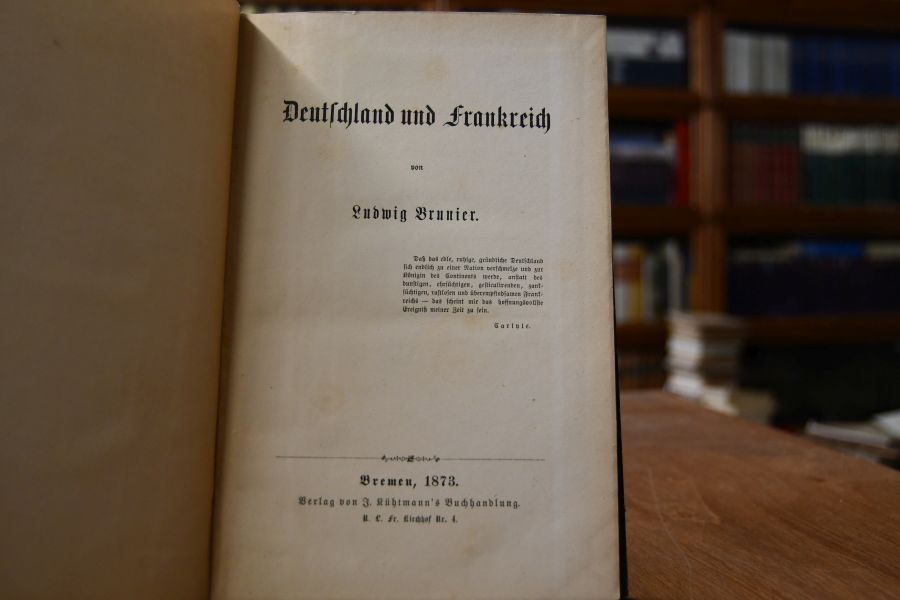 Deutſchland und Frankreich
von
Ludwig Brunier.
Daß das edle, ruhige, gründliche Deutſchland
ſich endlich zu einer Nation verſchmelze und zur
Königin des Continents werde, anſtatt des
dunſtigen, ehrſüchtigen, geſticulirenden, zank-
ſüchtigen, raſtloſen und überempfindſamen Frank-
reichs — das ſcheint mir das hoffnungsvollſte
Ereigniß meiner Zeit zu ſein.
Carlyle.
Bremen, 1873.
Verlag von J. Kühtmann's Buchhandlung.
U. L. Fr. Kirchhof Nr. 4.